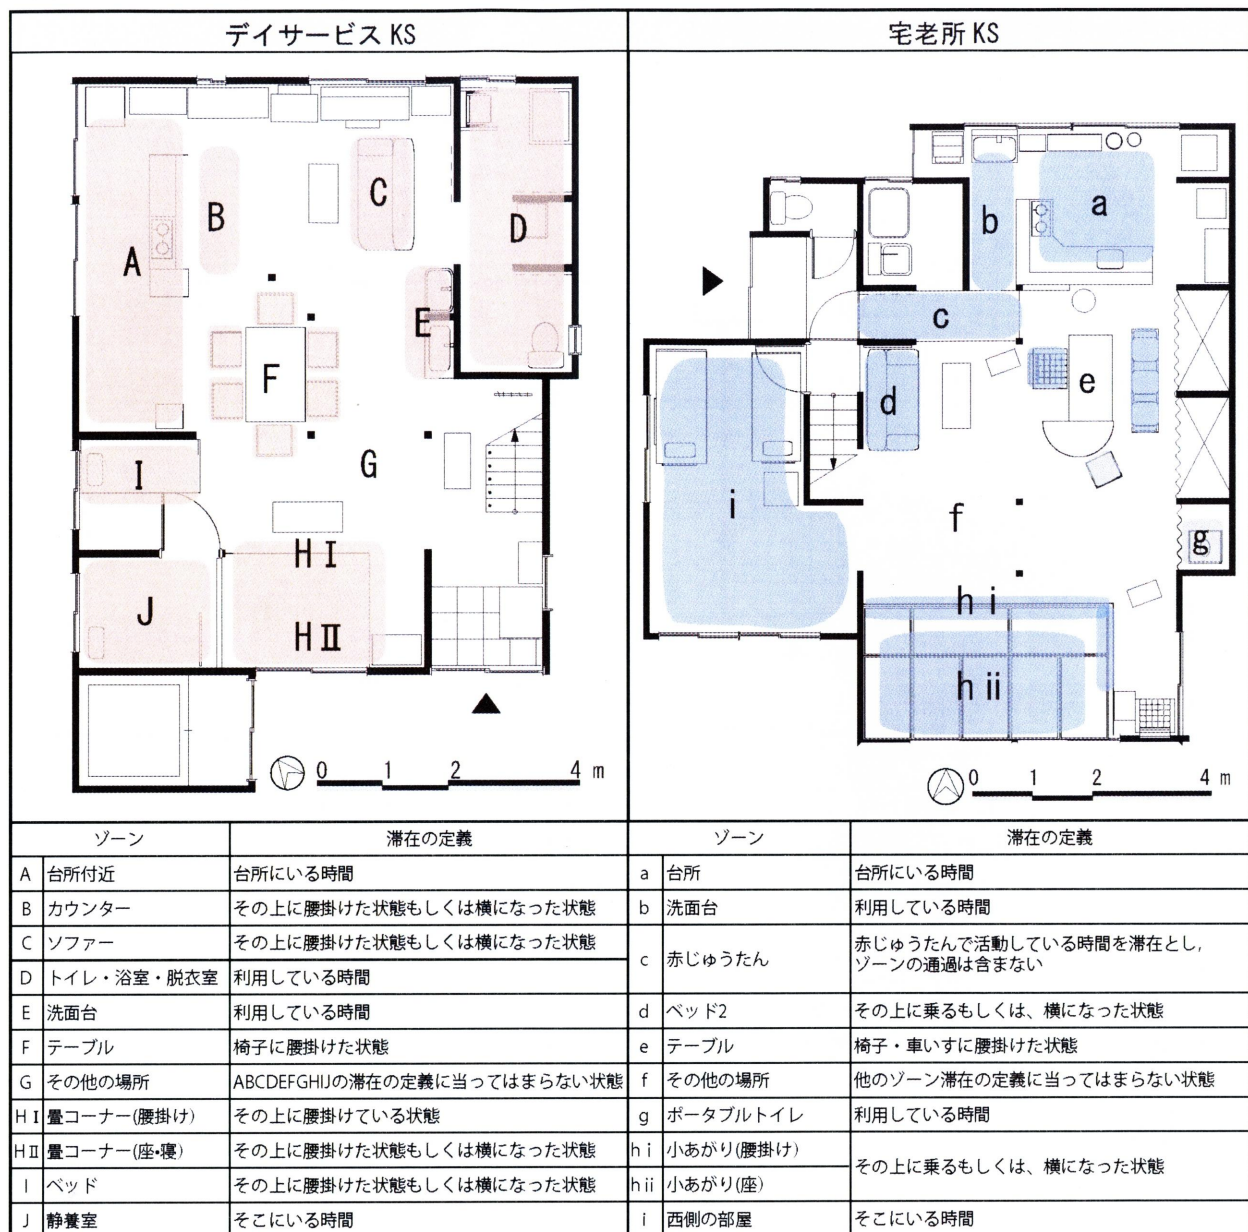 デイサービスKS
A
B
C
D
E
F
G
HⅠ
HⅡ
I
J
0 1 2 4 m
宅老所KS
a
b
c
d
e
f
g
hⅰ
hⅱ
i
0 1 2 4 m
ゾーン 滞在の定義
A 台所付近 台所にいる時間
B カウンター その上に腰掛けた状態もしくは横になった状態
C ソファー その上に腰掛けた状態もしくは横になった状態
D トイレ・浴室・脱衣室 利用している時間
E 洗面台 利用している時間
F テーブル 椅子に腰掛けた状態
G その他の場所 ABCDEFGHIJの滞在の定義に当ってはまらない状態
HⅠ 畳コーナー(腰掛け) その上に腰掛けている状態
HⅡ 畳コーナー(座・寝) その上に腰掛けた状態もしくは横になった状態
I ベッド その上に腰掛けた状態もしくは横になった状態
J 静養室 そこにいる時間
ゾーン 滞在の定義
a 台所 台所にいる時間
b 洗面台 利用している時間
c 赤じゅうたん 赤じゅうたんで活動している時間を滞在とし,
ゾーンの通過は含まない
d ベッド2 その上に乗るもしくは、横になった状態
e テーブル 椅子・車いすに腰掛けた状態
f その他の場所 他のゾーン滞在の定義に当ってはまらない状態
g ポータブルトイレ 利用している時間
hⅰ 小あがり(腰掛け) その上に乗るもしくは、横になった状態
hⅱ 小あがり(座)
i 西側の部屋 そこにいる時間